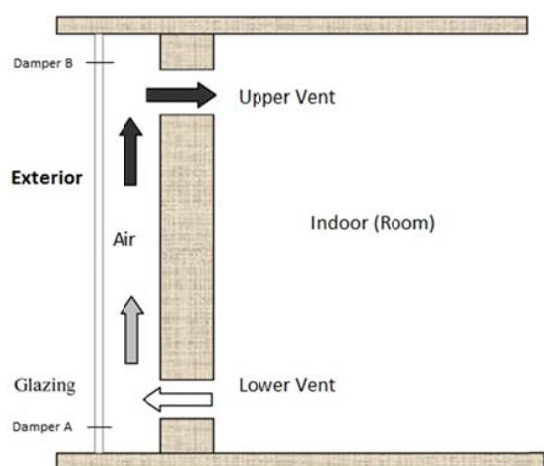 Damper B
Upper Vent
Exterior
Indoor (Room)
Air
Glazing
Lower Vent
Damper A